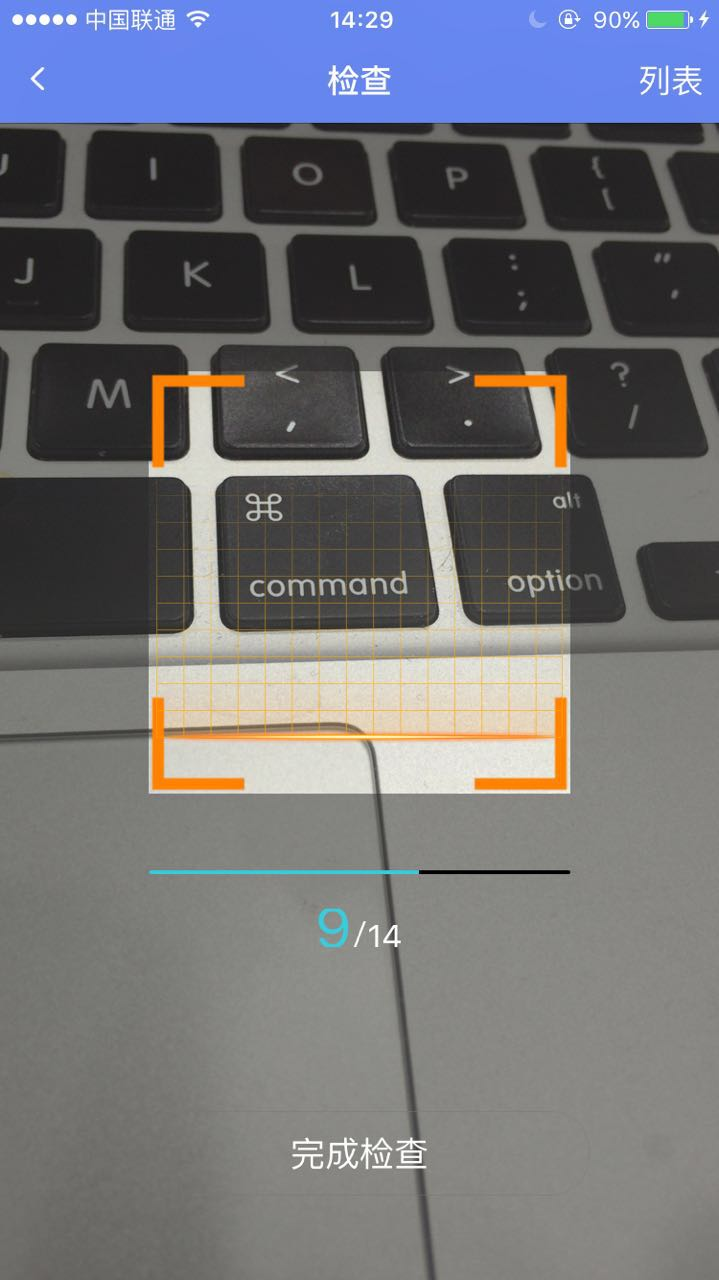 中国联通 14:29 90%
检查 列表
J I O P { [
J K L : ; " '
M < , > . ? /
⌘ alt
command option
9/14
完成检查